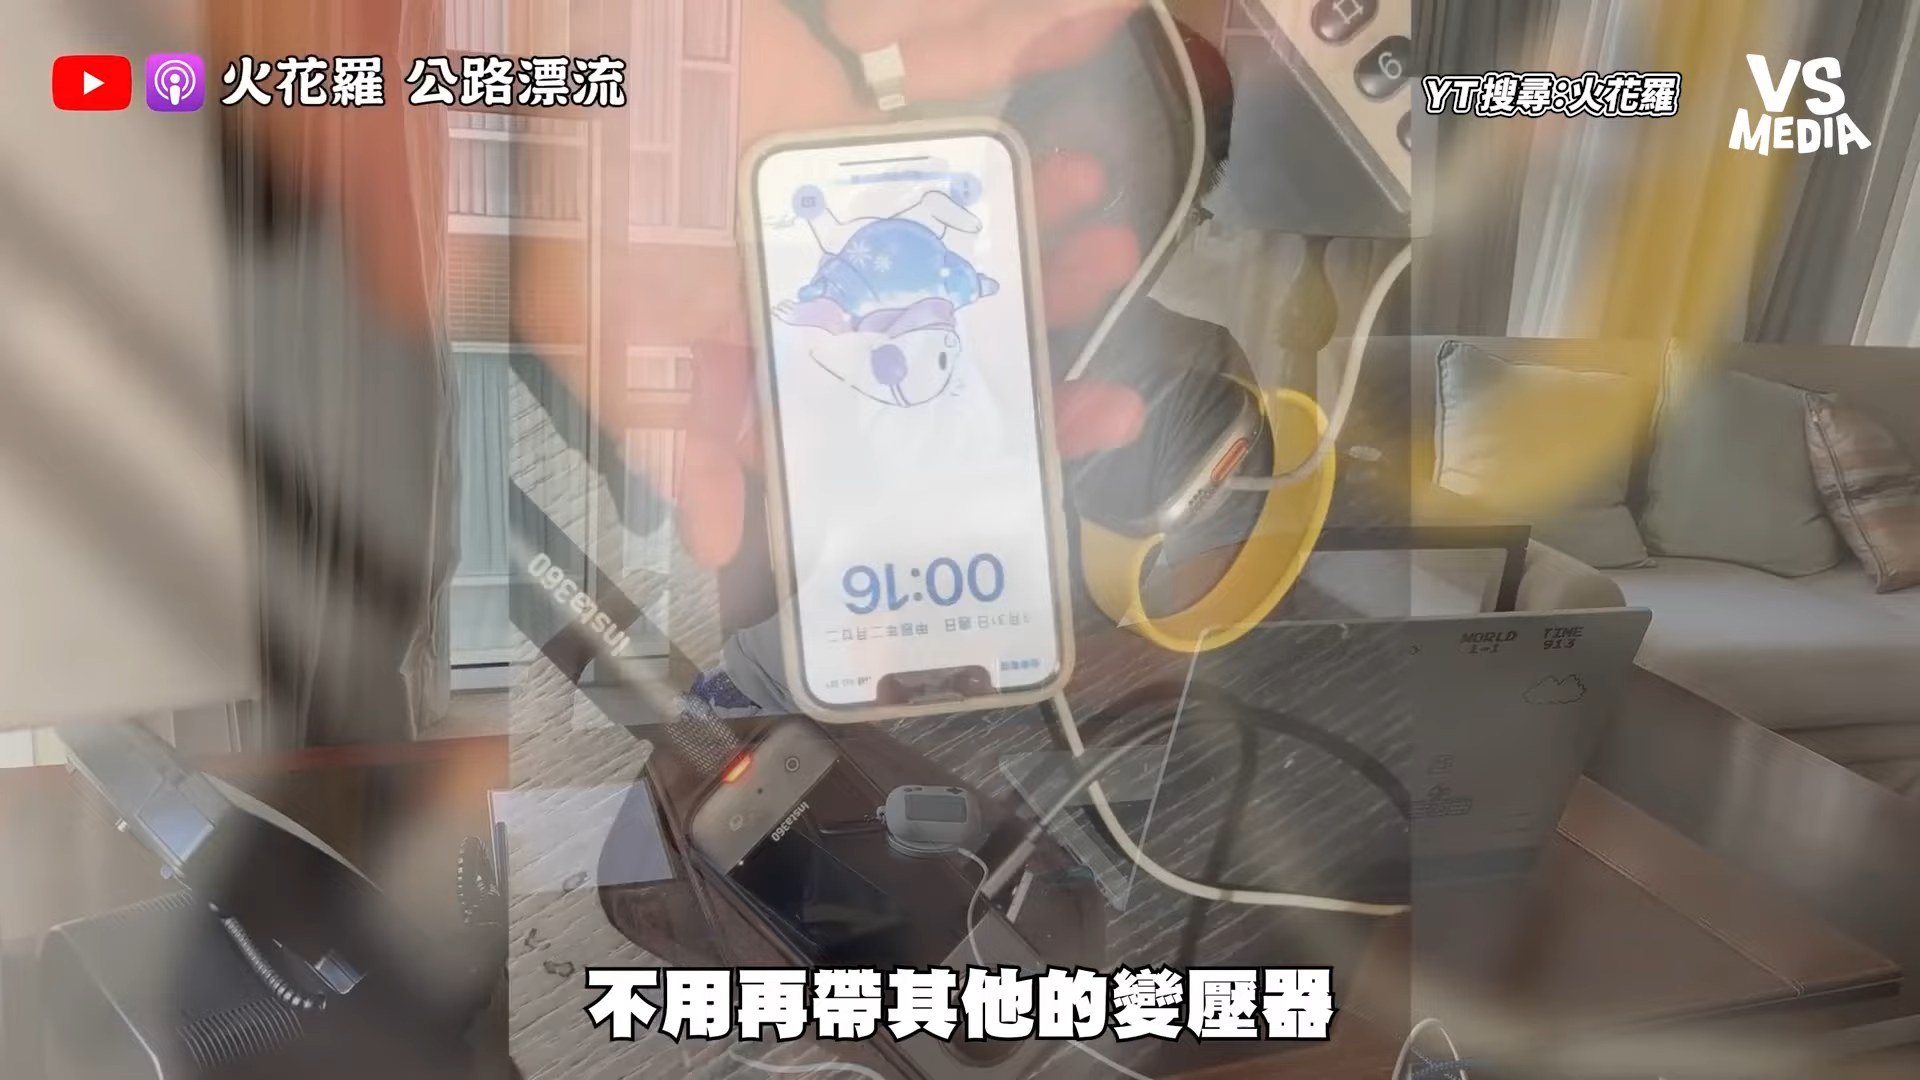 火花羅 公路漂流
YT搜尋:火花羅
VS
MEDIA
6
00:16
Insta360
Insta360
WORLD
1-1
TIME
913
不用再帶其他的變壓器